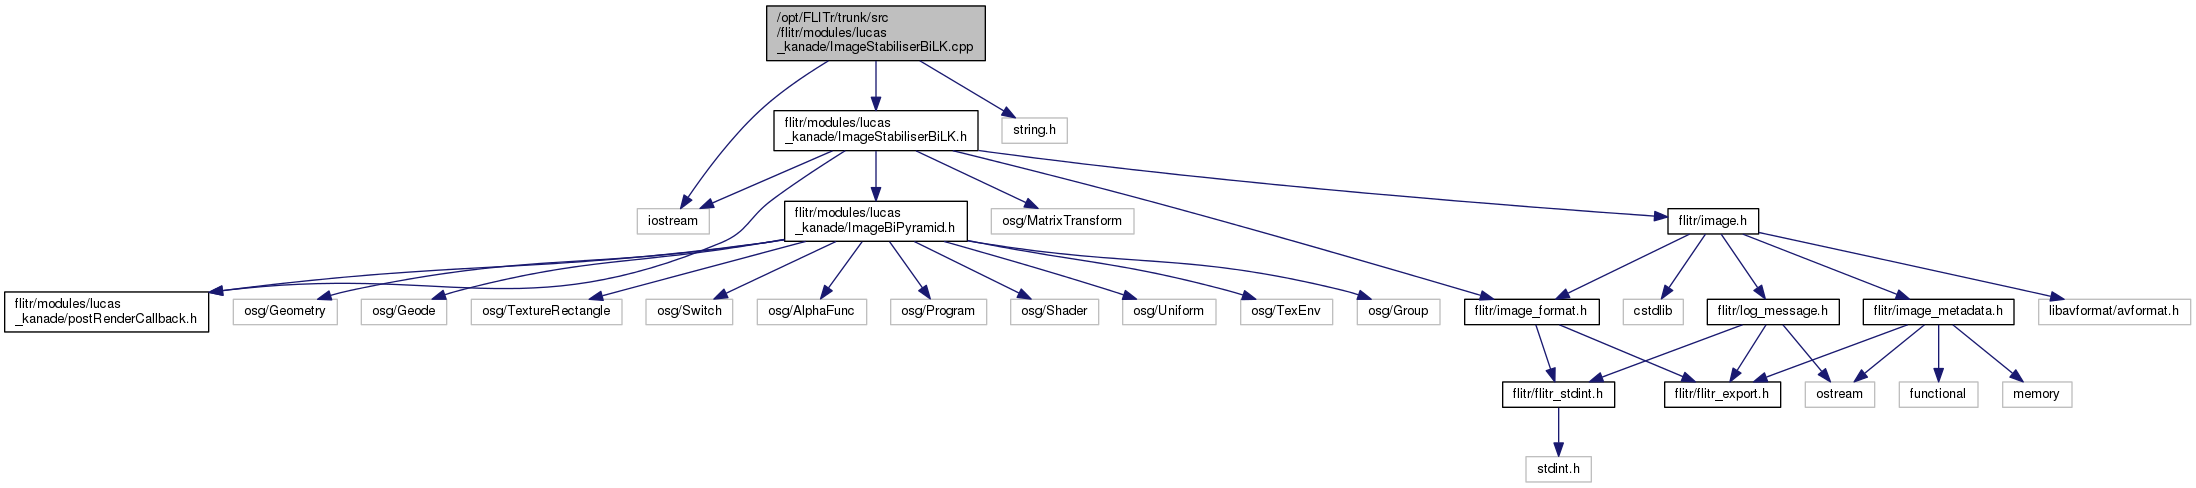 /opt/FLITr/trunk/src
/flitr/modules/lucas
_kanade/ImageStabiliserBiLK.cpp
flitr/modules/lucas
_kanade/ImageStabiliserBiLK.h
string.h
iostream
flitr/modules/lucas
_kanade/ImageBiPyramid.h
osg/MatrixTransform
flitr/image.h
flitr/modules/lucas
_kanade/postRenderCallback.h
osg/Geometry
osg/Geode
osg/TextureRectangle
osg/Switch
osg/AlphaFunc
osg/Program
osg/Shader
osg/Uniform
osg/TexEnv
osg/Group
flitr/image_format.h
cstdlib
flitr/log_message.h
flitr/image_metadata.h
libavformat/avformat.h
flitr/flitr_stdint.h
flitr/flitr_export.h
ostream
functional
memory
stdint.h